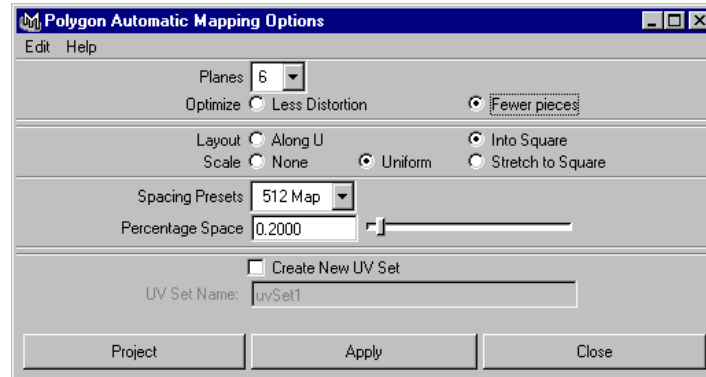 Polygon Automatic Mapping Options
Edit Help
Planes 6
Optimize Less Distortion Fewer pieces
Layout Along U Into Square
Scale None Uniform Stretch to Square
Spacing Presets 512 Map
Percentage Space 0.2000
Create New UV Set
UV Set Name: uvSet1
Project Apply Close